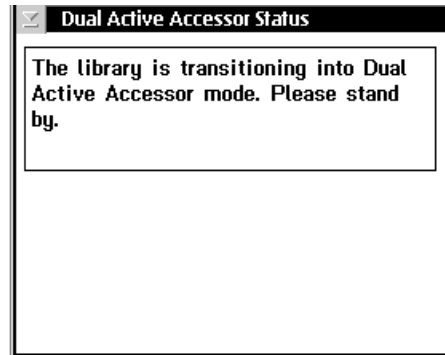 Dual Active Accessor Status
The library is transitioning into Dual
Active Accessor mode. Please stand
by.